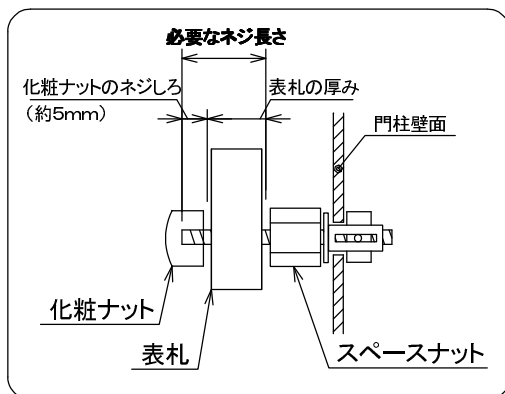 必要なネジ長さ
化粧ナットのネジしろ
(約5mm)
表札の厚み
門柱壁面
化粧ナット
表札
スペースナット